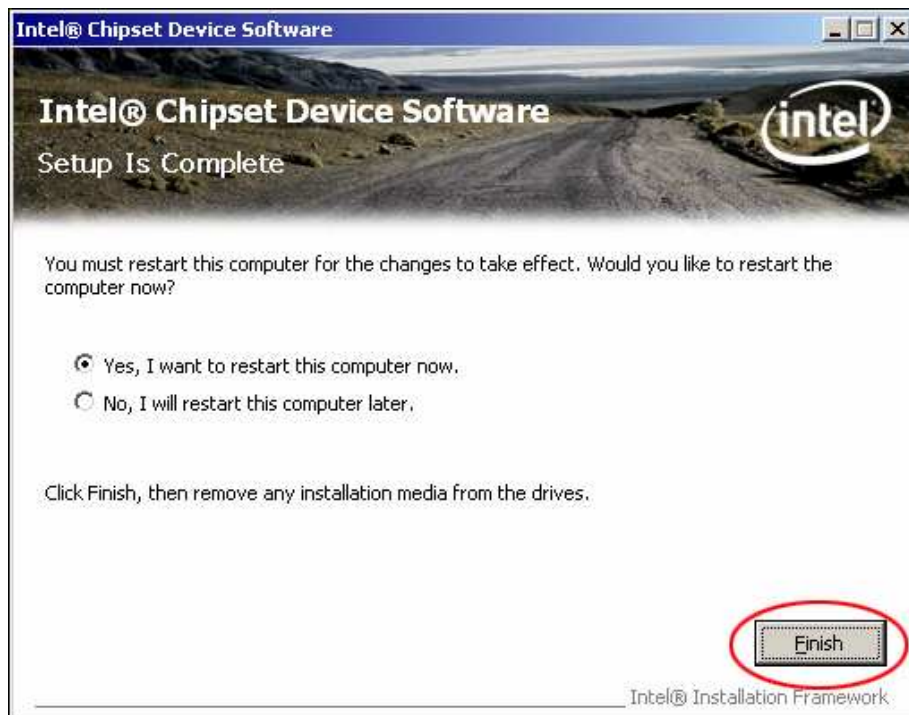 Intel® Chipset Device Software
Intel® Chipset Device Software
intel
Setup Is Complete
You must restart this computer for the changes to take effect. Would you like to restart the
computer now?
Yes, I want to restart this computer now.
No, I will restart this computer later.
Click Finish, then remove any installation media from the drives.
Finish
Intel® Installation Framework